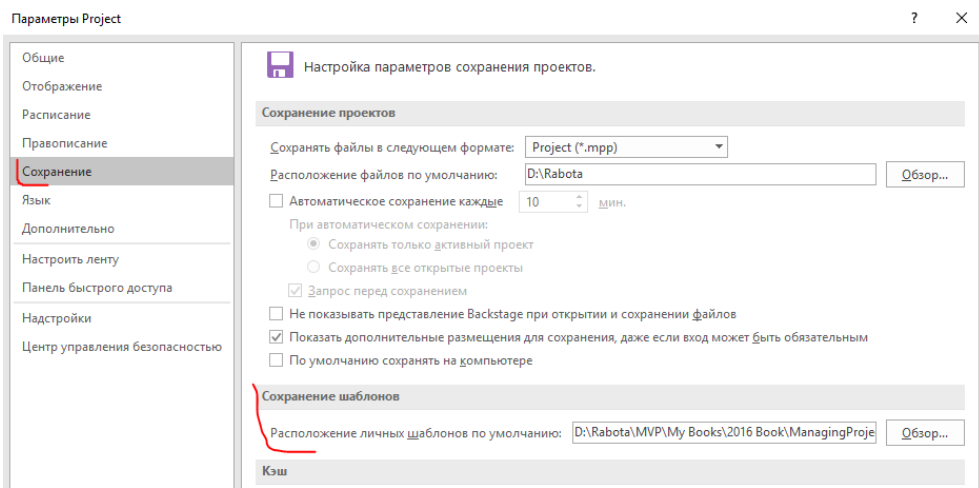 Параметры Project ? ×
Общие
Отображение
Расписание
Правописание
Сохранение
Язык
Дополнительно
Настроить ленту
Панель быстрого доступа
Надстройки
Центр управления безопасностью
Настройка параметров сохранения проектов.
Сохранение проектов
Сохранять файлы в следующем формате: Project (*.mpp)
Расположение файлов по умолчанию: D:\Rabota Обзор...
Автоматическое сохранение каждые 10 мин.
При автоматическом сохранении:
Сохранять только активный проект
Сохранять все открытые проекты
Запрос перед сохранением
Не показывать представление Backstage при открытии и сохранении файлов
Показать дополнительные размещения для сохранения, даже если вход может быть обязательным
По умолчанию сохранять на компьютере
Сохранение шаблонов
Расположение личных шаблонов по умолчанию: D:\Rabota\MVP\My Books\2016 Book\ManagingProje Обзор...
Кэш